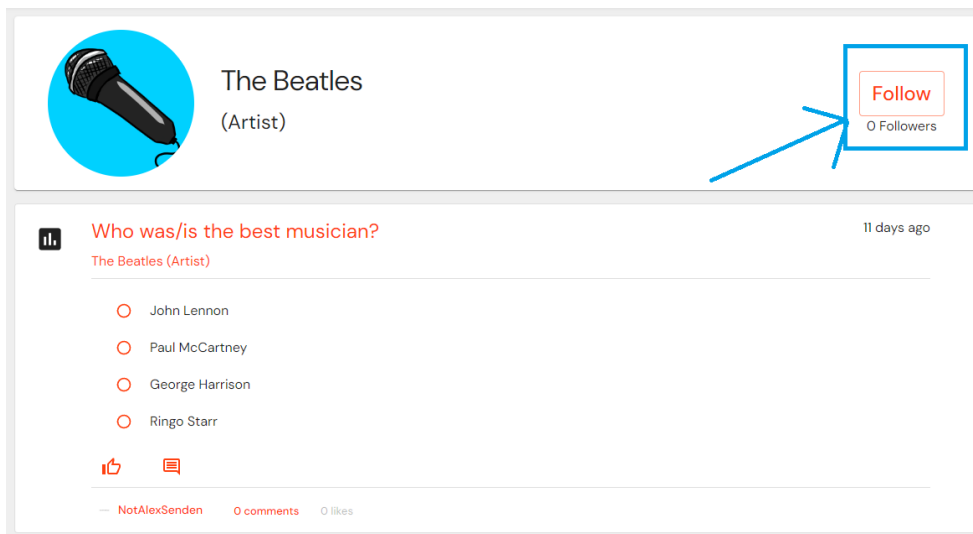 The Beatles
(Artist)
Follow
0 Followers
Who was/is the best musician?
11 days ago
The Beatles (Artist)
John Lennon
Paul McCartney
George Harrison
Ringo Starr
— NotAlexSenden 0 comments 0 likes